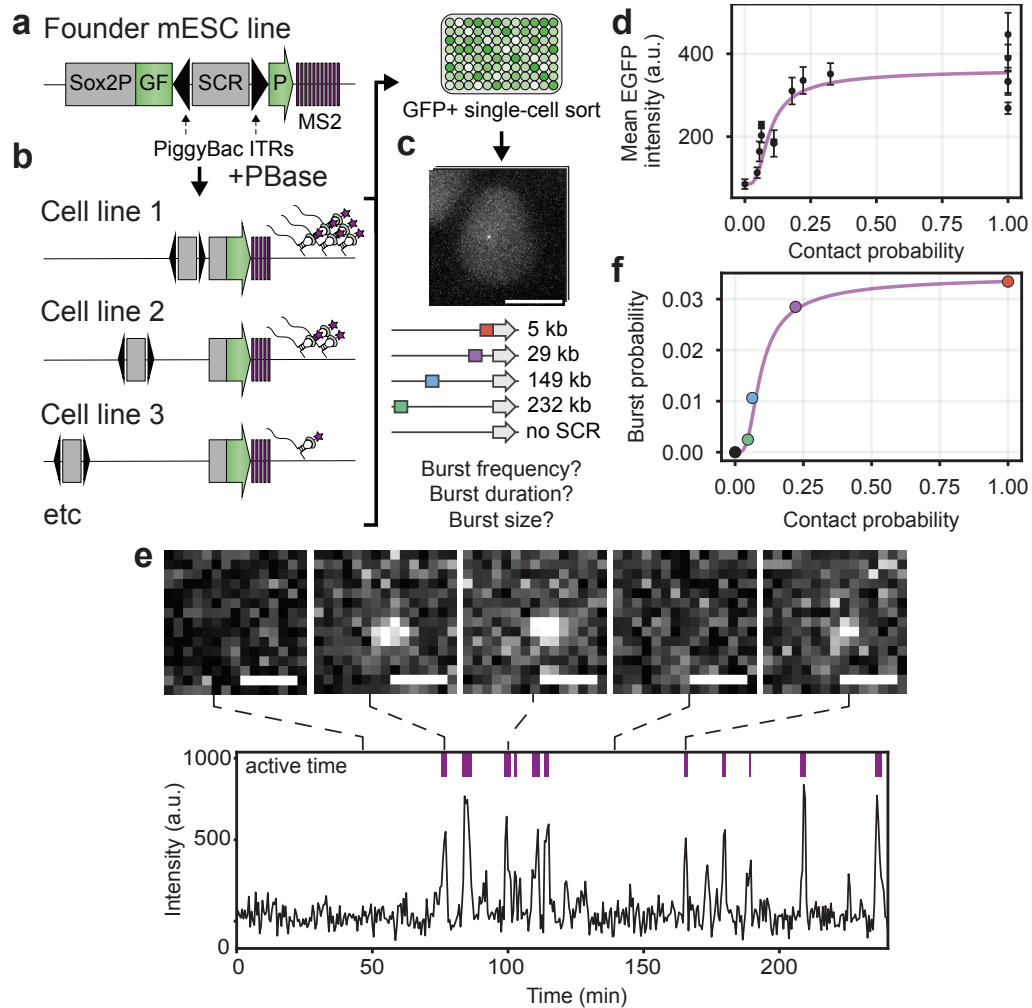 a
Founder mESC line
Sox2P
GF
SCR
P
MS2
PiggyBac ITRs
+PBase
b
Cell line 1
Cell line 2
Cell line 3
etc
GFP+ single-cell sort
c
5 kb
29 kb
149 kb
232 kb
no SCR
Burst frequency?
Burst duration?
Burst size?
d
Mean EGFP
intensity (a.u.)
400
200
0.00 0.25 0.50 0.75 1.00
Contact probability
f
Burst probability
0.03
0.02
0.01
0.00
0.00 0.25 0.50 0.75 1.00
Contact probability
e
active time
Intensity (a.u.)
1000
500
0
0 50 100 150 200
Time (min)